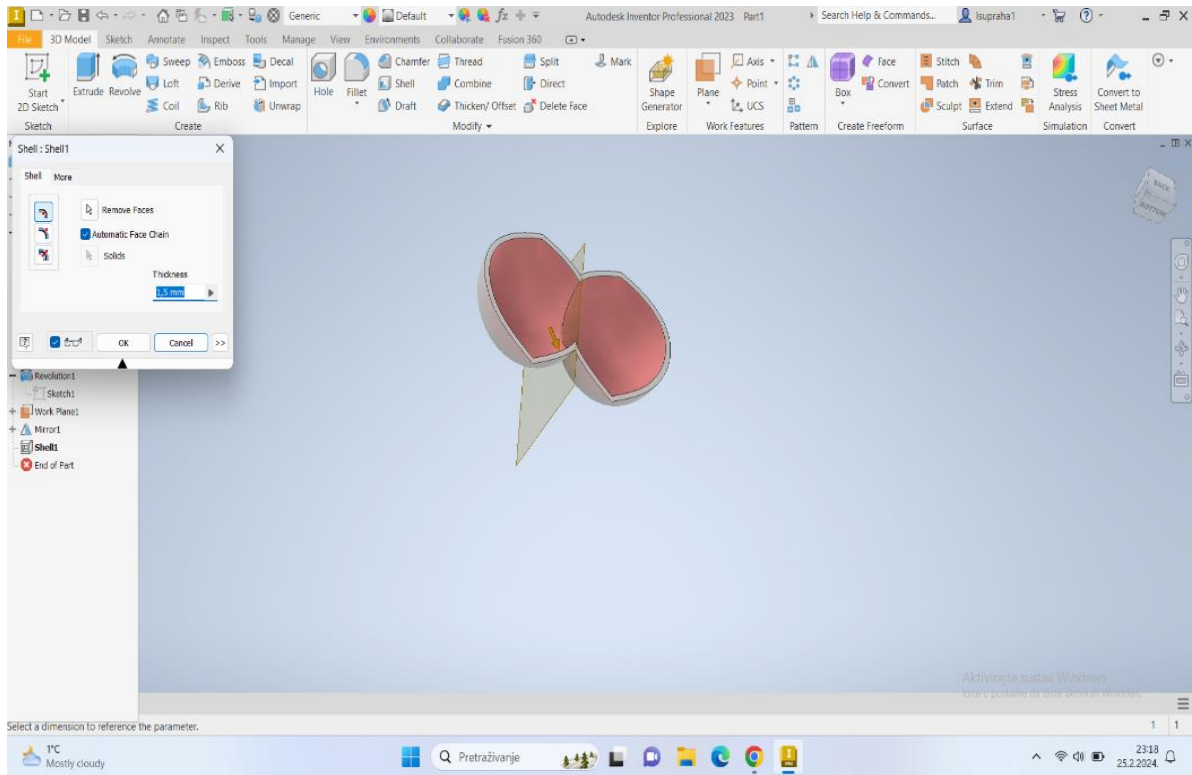 I PRO Generic Default fx Autodesk Inventor Professional 2023 Part1 Search Help & Commands... lsupraha1
File 3D Model Sketch Annotate Inspect Tools Manage View Environments Collaborate Fusion 360
Start 2D Sketch
Extrude Revolve
Sweep Emboss Decal
Loft Derive Import
Coil Rib Unwrap
Hole Fillet
Chamfer Thread Split Mark
Shell Combine Direct
Draft Thicken/ Offset Delete Face
Shape Generator
Plane
Axis
Point
UCS
Box
Face
Convert
Stitch
Patch Trim
Sculpt Extend
Stress Analysis
Convert to Sheet Metal
Sketch Create Modify Explore Work Features Pattern Create Freeform Surface Simulation Convert
Shell : Shell1
Shell More
Remove Faces
Automatic Face Chain
Solids
Thickness
1,5 mm
OK Cancel >>
Revolution1
Sketch1
Work Plane1
Mirror1
Shell1
End of Part
BACK
BOTTOM
Aktivirajte sustav Windows
Select a dimension to reference the parameter. 1 1
1°C
Mostly cloudy
Pretraživanje
23:18
25.2.2024.